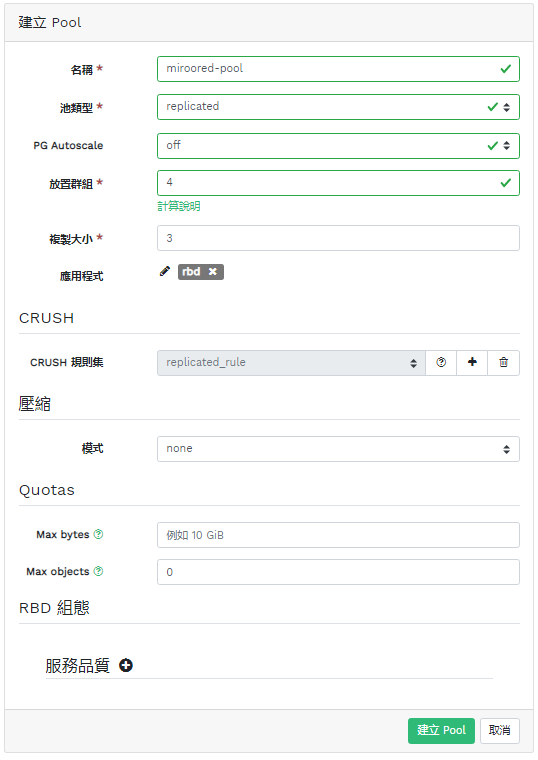 建立 Pool
名稱 *
miroored-pool
池類型 *
replicated
PG Autoscale
off
放置群組 *
4
計算說明
複製大小 *
3
應用程式
rbd ×
CRUSH
CRUSH 規則集
replicated_rule
壓縮
模式
none
Quotas
Max bytes
例如 10 GiB
Max objects
0
RBD 組態
服務品質
建立 Pool
取消